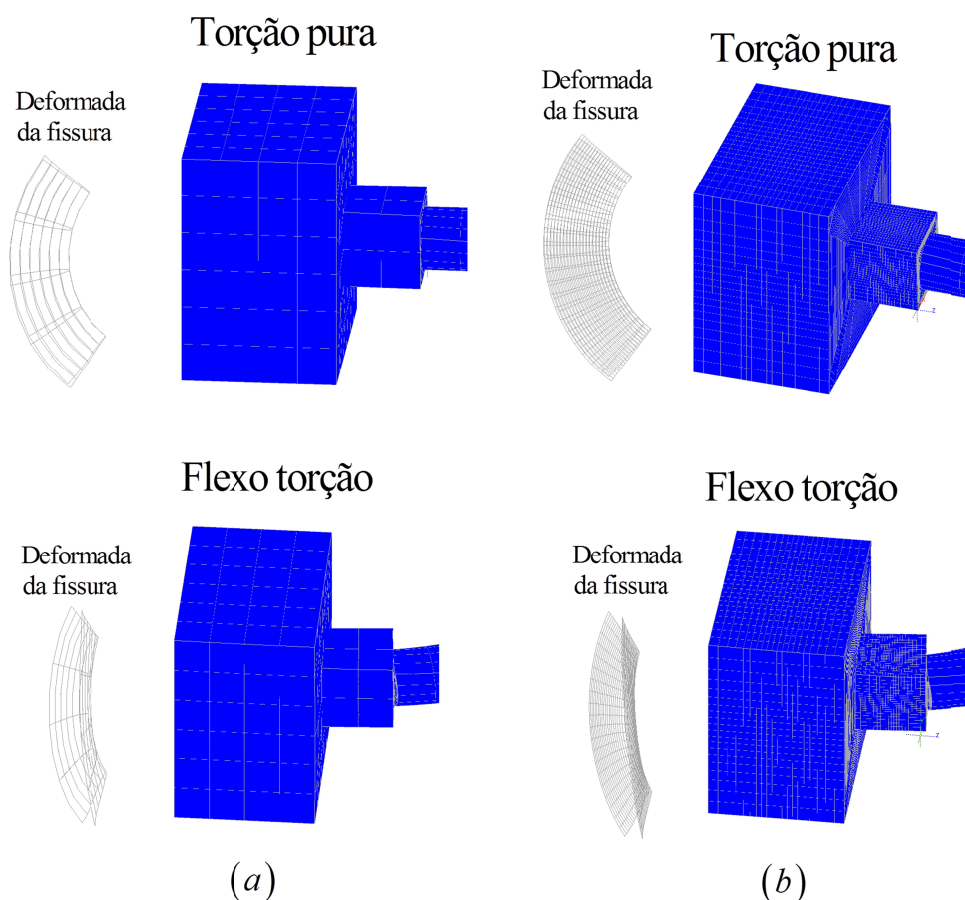 Torção pura
Deformada
da fissura
Torção pura
Deformada
da fissura
z
Flexo torção
Deformada
da fissura
Flexo torção
Deformada
da fissura
z
(a)
(b)